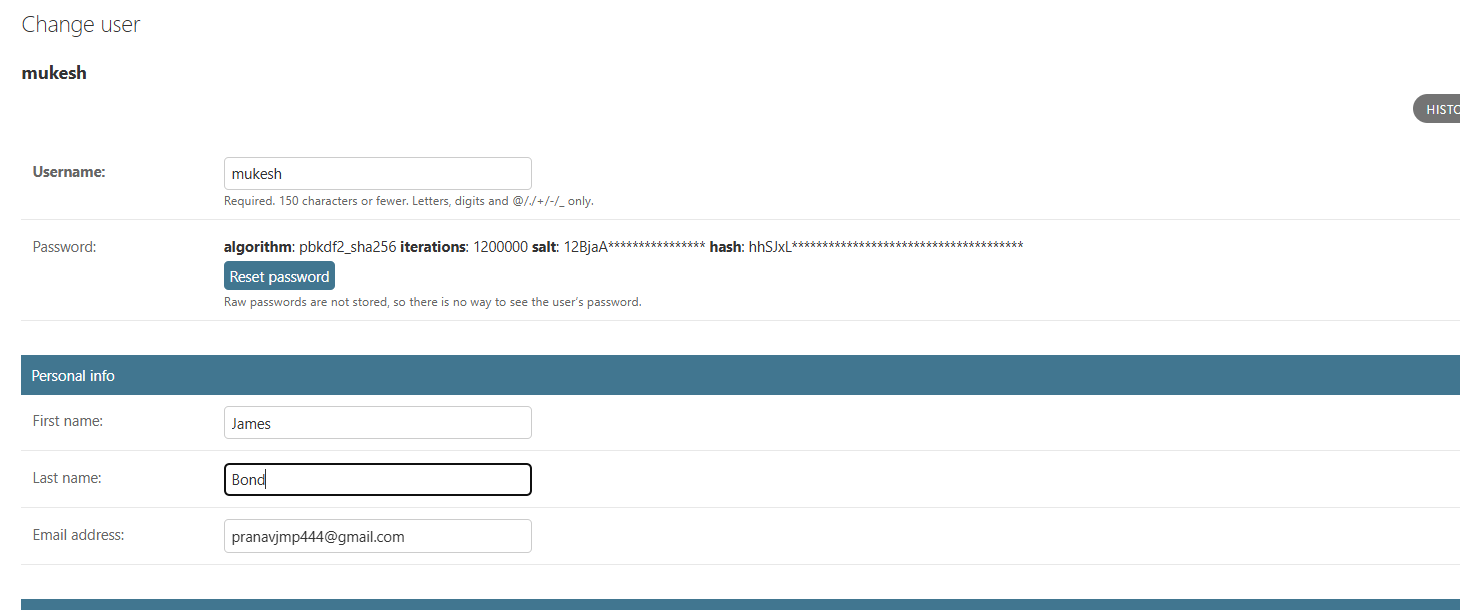 Change user
mukesh
HISTO
Username:
mukesh
Required. 150 characters or fewer. Letters, digits and @/./+/-/_ only.
Password:
algorithm: pbkdf2_sha256 iterations: 1200000 salt: 12BjaA**************** hash: hhSJxL**************************************
Reset password
Raw passwords are not stored, so there is no way to see the user’s password.
Personal info
First name:
James
Last name:
Bond
Email address:
pranavjmp444@gmail.com